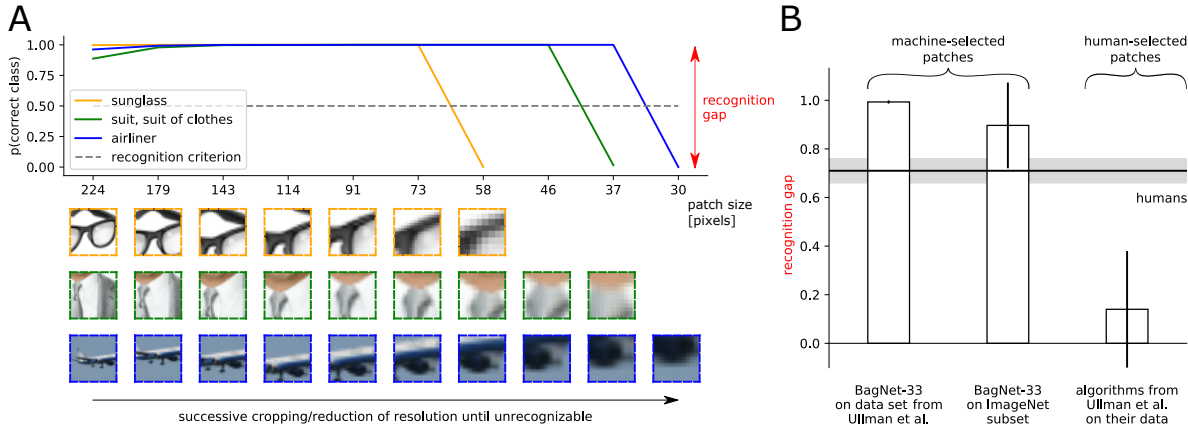 A
p(correct class)
1.00
0.75
0.50
0.25
0.00
sunglass
suit, suit of clothes
airliner
recognition criterion
recognition
gap
224 179 143 114 91 73 58 46 37 30
patch size
[pixels]
successive cropping/reduction of resolution until unrecognizable
B
machine-selected
patches
human-selected
patches
recognition gap
1.0
0.8
0.6
0.4
0.2
0.0
humans
BagNet-33
on data set from
Ullman et al.
BagNet-33
on ImageNet
subset
algorithms from
Ullman et al.
on their data